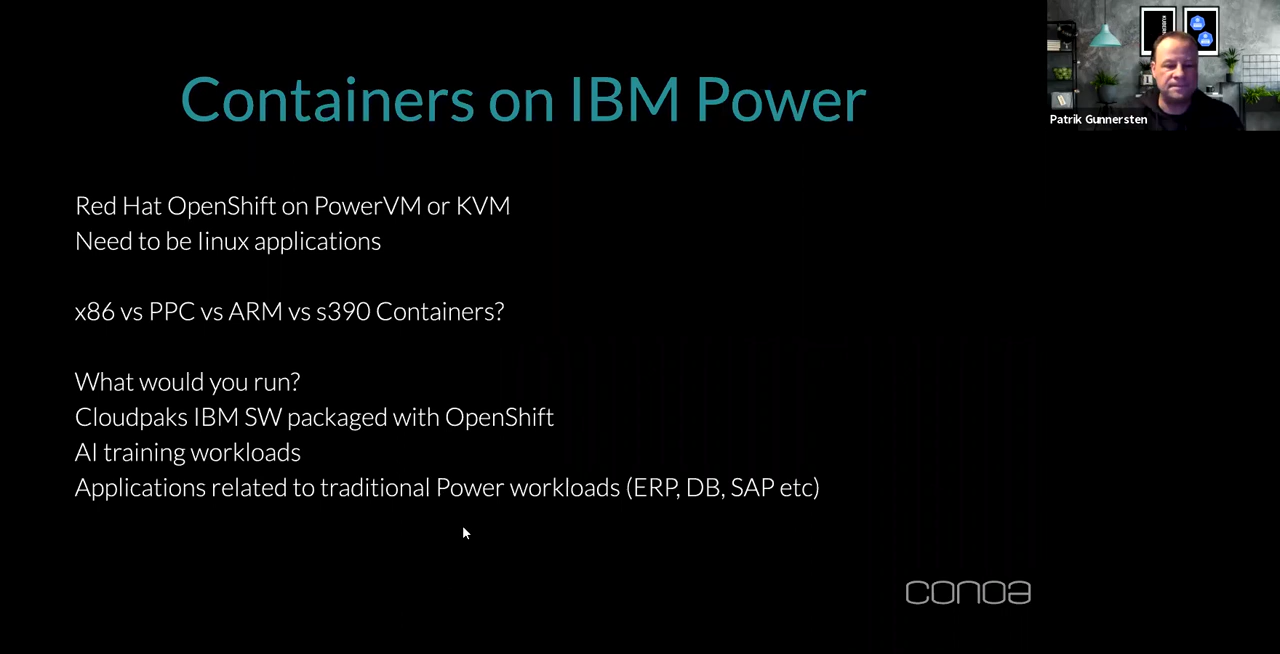 Containers on IBM Power
Patrik Gunnersten
Red Hat OpenShift on PowerVM or KVM
Need to be linux applications
x86 vs PPC vs ARM vs s390 Containers?
What would you run?
Cloudpaks IBM SW packaged with OpenShift
AI training workloads
Applications related to traditional Power workloads (ERP, DB, SAP etc)
conoa